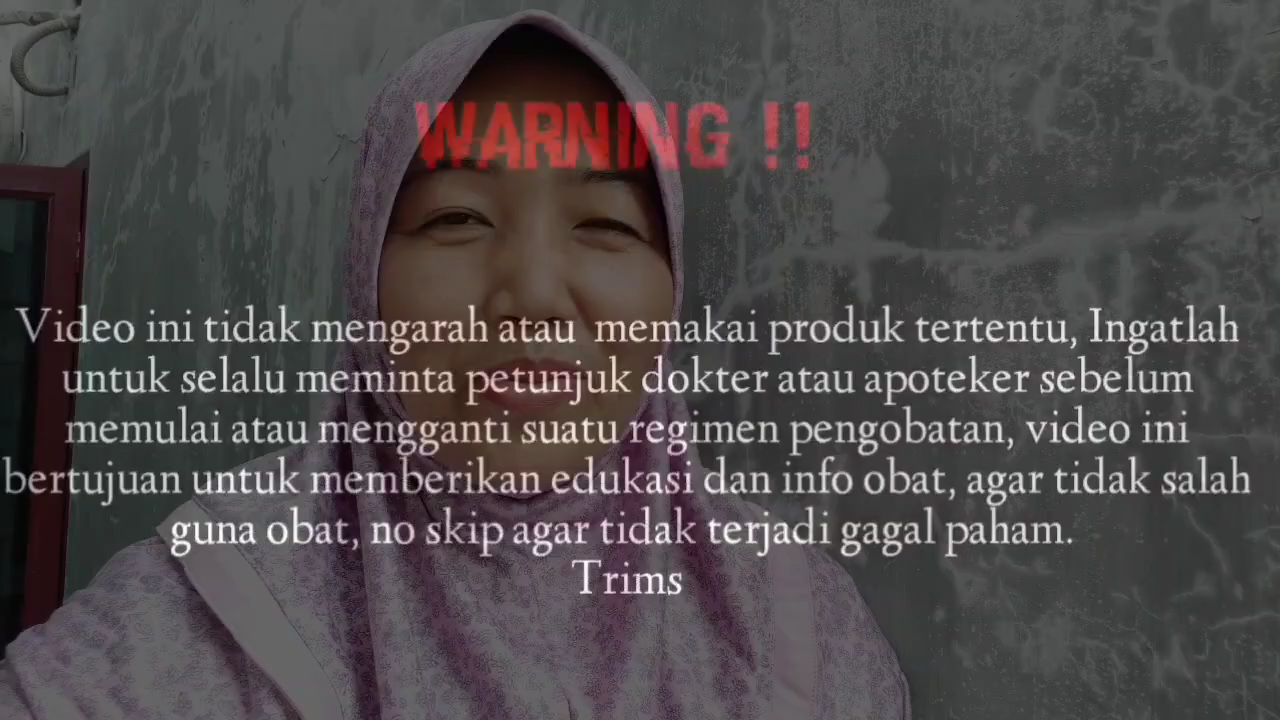 WARNING !!
Video ini tidak mengarah atau memakai produk tertentu, Ingatlah
untuk selalu meminta petunjuk dokter atau apoteker sebelum
memulai atau mengganti suatu regimen pengobatan, video ini
bertujuan untuk memberikan edukasi dan info obat, agar tidak salah
guna obat, no skip agar tidak terjadi gagal paham.
Trims